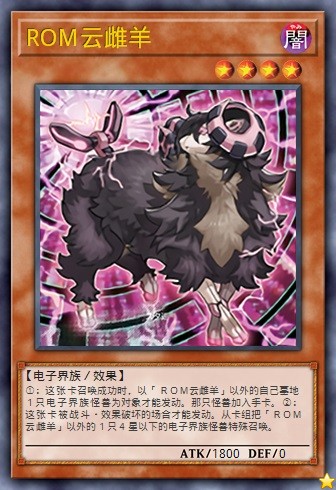 ROM云雌羊
闇
【电子界族／效果】
①：这张卡召唤成功时，以「ROM云雌羊」以外的自己墓地
1只电子界族怪兽为对象才能发动。那只怪兽加入手卡。②：
这张卡被战斗·效果破坏的场合才能发动。从卡组把「ROM
云雌羊」以外的1只4星以下的电子界族怪兽特殊召唤。
ATK/1800 DEF/0